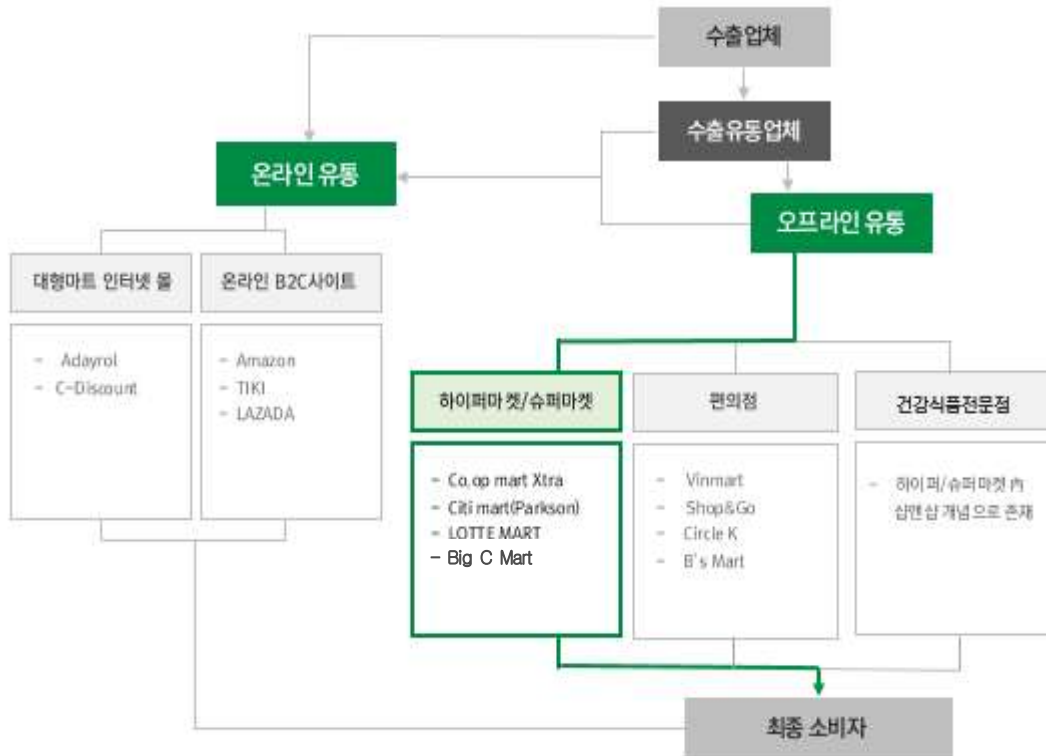 수출업체
수출유통업체
온라인 유통
오프라인 유통
대형마트 인터넷 몰
온라인 B2C사이트
- Adayrol
- C-Discount
- Amazon
- TIKI
- LAZADA
하이퍼마켓/슈퍼마켓
편의점
건강식품전문점
- Co.op mart Xtra
- Citi mart(Parkson)
- LOTTE MART
- Big C Mart
- Vinmart
- Shop&Go
- Circle K
- B's Mart
- 하이퍼/슈퍼마켓 內
샵앤샵 개념으로 존재
최종 소비자